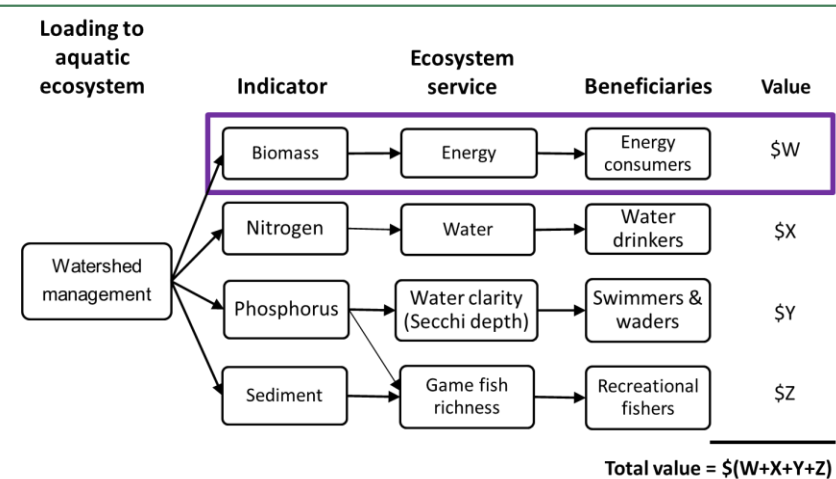 Loading to
aquatic
ecosystem
Indicator
Ecosystem
service
Beneficiaries
Value
Biomass
Energy
Energy
consumers
$W
Nitrogen
Water
Water
drinkers
$X
Watershed
management
Phosphorus
Water clarity
(Secchi depth)
Swimmers &
waders
$Y
Sediment
Game fish
richness
Recreational
fishers
$Z
Total value = $(W+X+Y+Z)